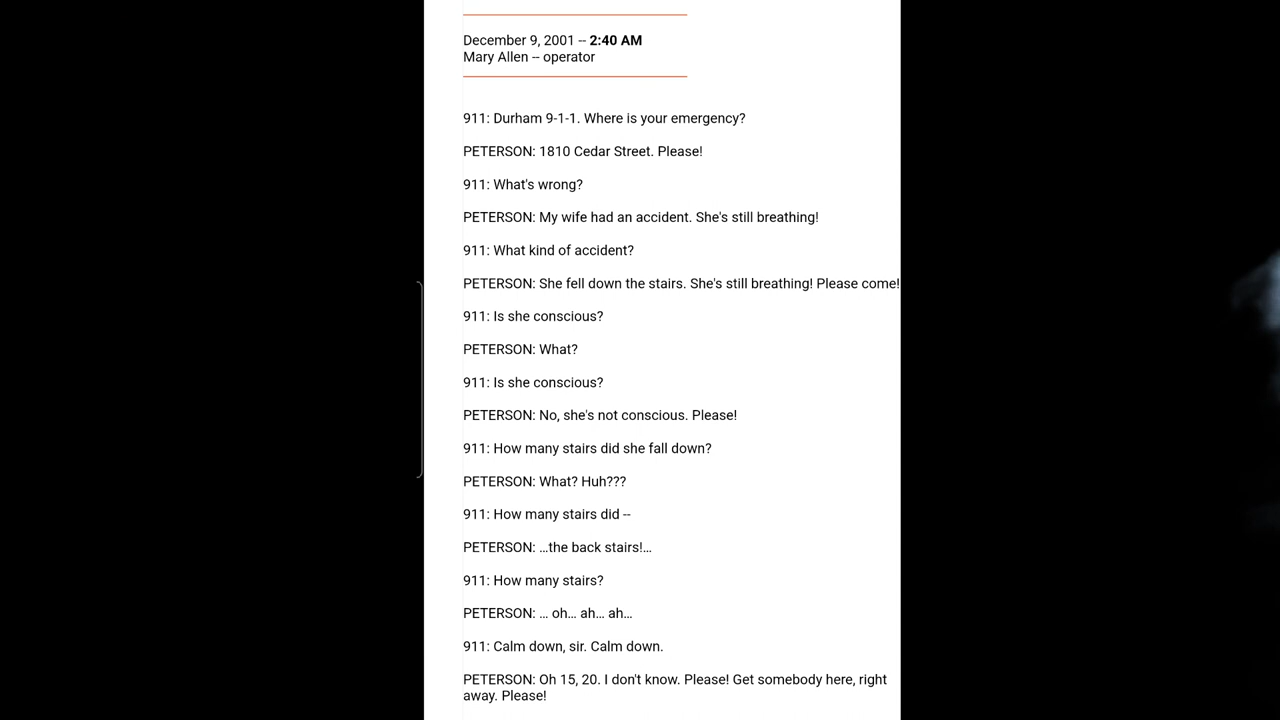 December 9, 2001 -- 2:40 AM
Mary Allen -- operator
911: Durham 9-1-1. Where is your emergency?
PETERSON: 1810 Cedar Street. Please!
911: What's wrong?
PETERSON: My wife had an accident. She's still breathing!
911: What kind of accident?
PETERSON: She fell down the stairs. She's still breathing! Please come!
911: Is she conscious?
PETERSON: What?
911: Is she conscious?
PETERSON: No, she's not conscious. Please!
911: How many stairs did she fall down?
PETERSON: What? Huh???
911: How many stairs did --
PETERSON: …the back stairs!…
911: How many stairs?
PETERSON: … oh… ah… ah…
911: Calm down, sir. Calm down.
PETERSON: Oh 15, 20. I don't know. Please! Get somebody here, right
away. Please!